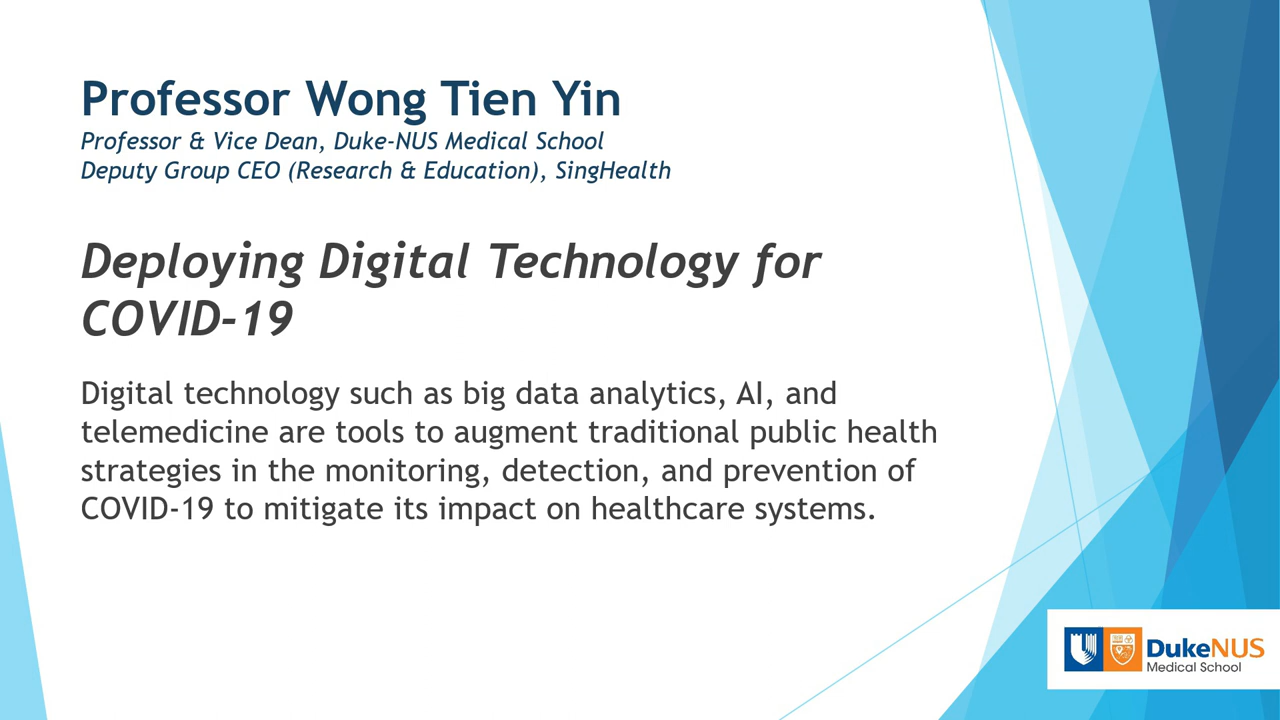 Professor Wong Tien Yin
Professor & Vice Dean, Duke-NUS Medical School
Deputy Group CEO (Research & Education), SingHealth
Deploying Digital Technology for
COVID-19
Digital technology such as big data analytics, AI, and
telemedicine are tools to augment traditional public health
strategies in the monitoring, detection, and prevention of
COVID-19 to mitigate its impact on healthcare systems.
DukeNUS
Medical School